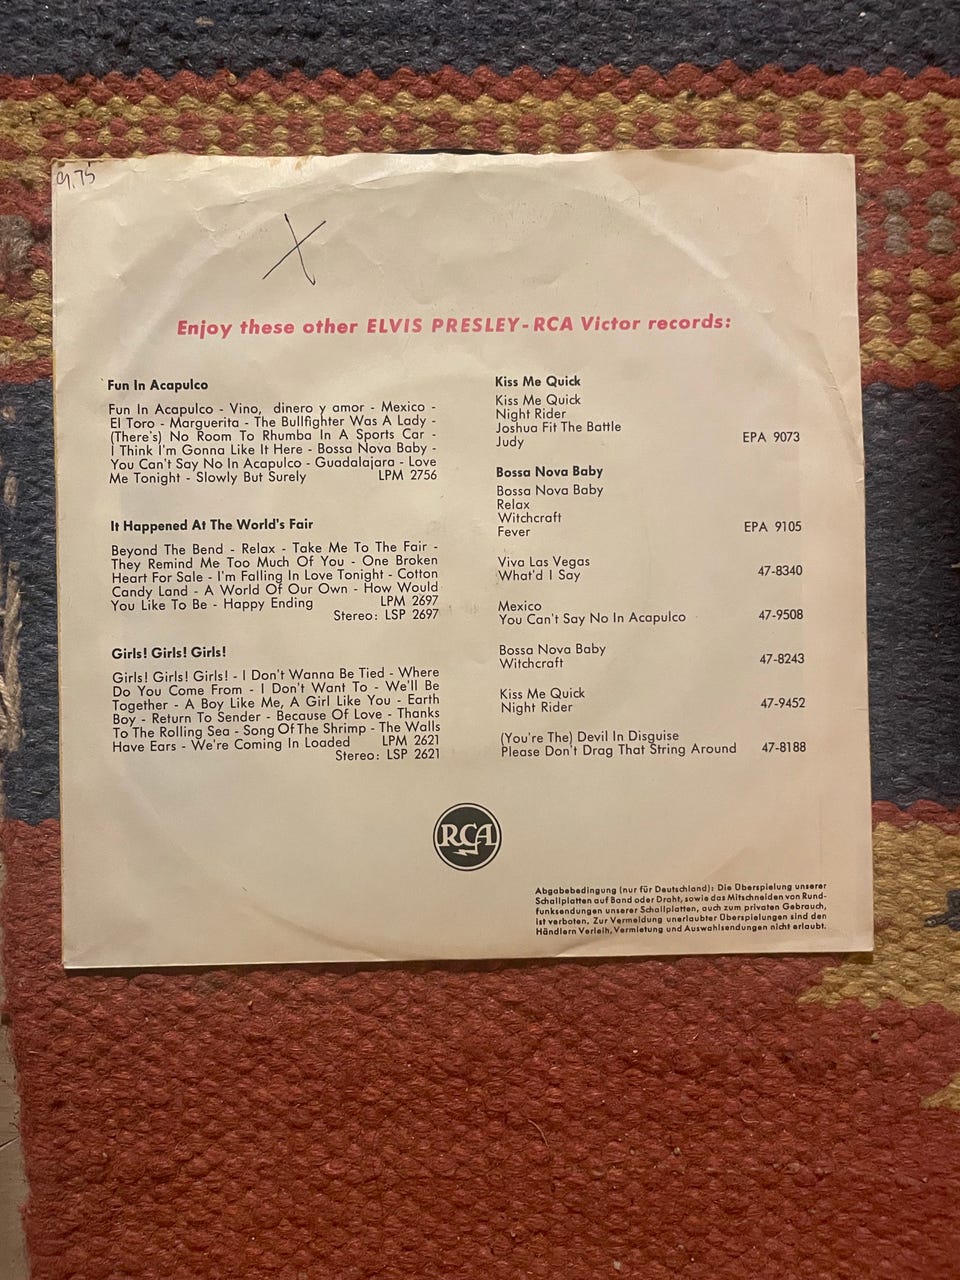 9.75
X
Enjoy these other ELVIS PRESLEY-RCA Victor records:
Fun In Acapulco
Fun In Acapulco - Vino, dinero y amor - Mexico -
El Toro - Marguerita - The Bullfighter Was A Lady -
(There's) No Room To Rhumba In A Sports Car -
I Think I'm Gonna Like It Here - Bossa Nova Baby -
You Can't Say No In Acapulco - Guadalajara - Love
Me Tonight - Slowly But Surely LPM 2756
It Happened At The World's Fair
Beyond The Bend - Relax - Take Me To The Fair -
They Remind Me Too Much Of You - One Broken
Heart For Sale - I'm Falling In Love Tonight - Cotton
Candy Land - A World Of Our Own - How Would
You Like To Be - Happy Ending LPM 2697
Stereo: LSP 2697
Girls! Girls! Girls!
Girls! Girls! Girls! - I Don't Wanna Be Tied - Where
Do You Come From - I Don't Want To - We'll Be
Together - A Boy Like Me, A Girl Like You - Earth
Boy - Return To Sender - Because Of Love - Thanks
To The Rolling Sea - Song Of The Shrimp - The Walls
Have Ears - We're Coming In Loaded LPM 2621
Stereo: LSP 2621
Kiss Me Quick
Kiss Me Quick
Night Rider
Joshua Fit The Battle
Judy EPA 9073
Bossa Nova Baby
Bossa Nova Baby
Relax
Witchcraft
Fever EPA 9105
Viva Las Vegas
What'd I Say 47-8340
Mexico
You Can't Say No In Acapulco 47-9508
Bossa Nova Baby
Witchcraft 47-8243
Kiss Me Quick
Night Rider 47-9452
(You're The) Devil In Disguise
Please Don't Drag That String Around 47-8188
RCA
Abgabebedingung (nur für Deutschland): Die Überspielung unserer
Schallplatten auf Band oder Draht, sowie das Mitschneiden von Rund-
funksendungen unserer Schallplatten, auch zum privaten Gebrauch,
ist verboten. Zur Vermeidung unerlaubter Überspielungen sind den
Händlern Verleih, Vermietung und Auswahlsendungen nicht erlaubt.